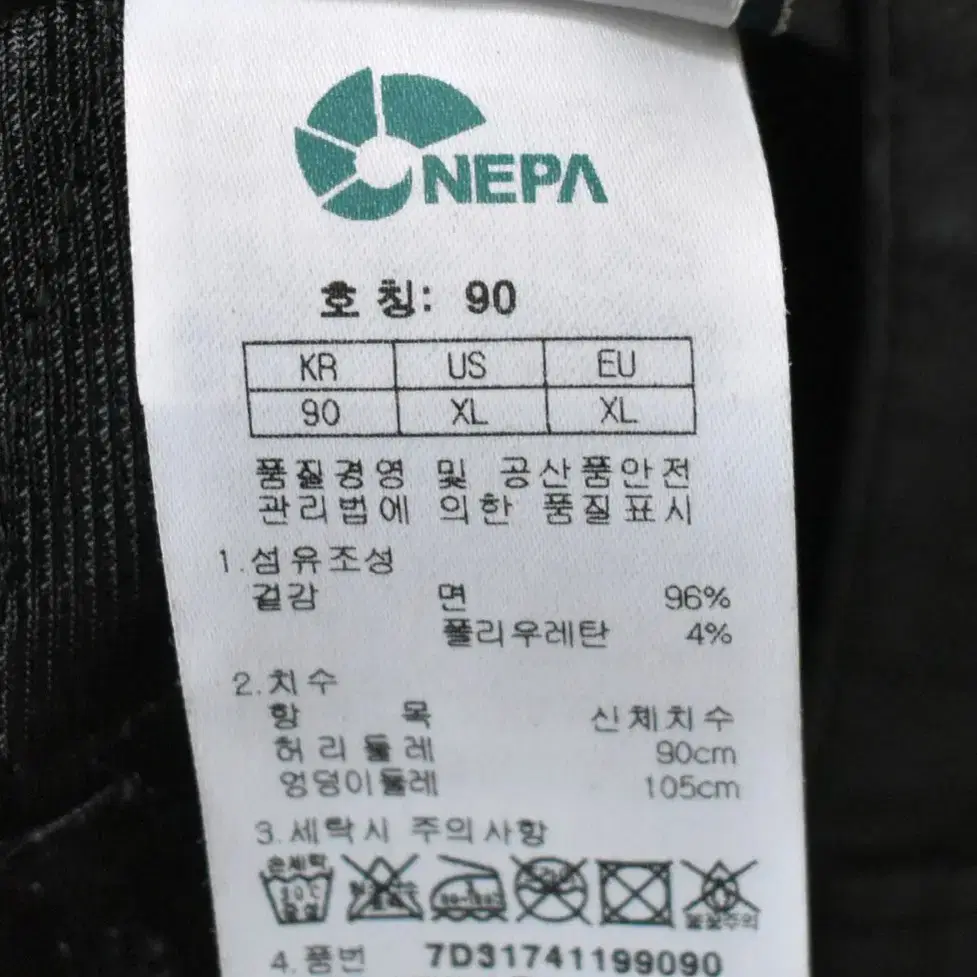 NEPA
호칭: 90
KR US EU
90 XL XL
품질경영 및 공산품안전
관리법에 의한 품질표시
1.섬유조성
겉감 면 96%
폴리우레탄 4%
2.치수
항 목 신체치수
허리둘레 90cm
엉덩이둘레 105cm
3.세탁시 주의사항
손세탁
30℃
4.품번 7D31741199090